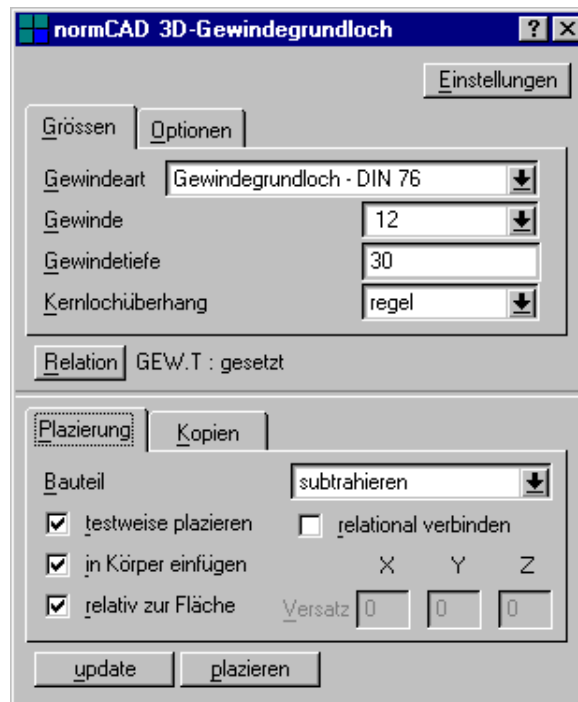 normCAD 3D-Gewindegrundloch ? ×
Einstellungen
Grössen Optionen
Gewindeart Gewindegrundloch - DIN 76
Gewinde 12
Gewindetiefe 30
Kernlochüberhang regel
Relation GEW.T : gesetzt
Plazierung Kopien
Bauteil subtrahieren
testweise plazieren relational verbinden
in Körper einfügen X Y Z
relativ zur Fläche Versatz 0 0 0
update plazieren